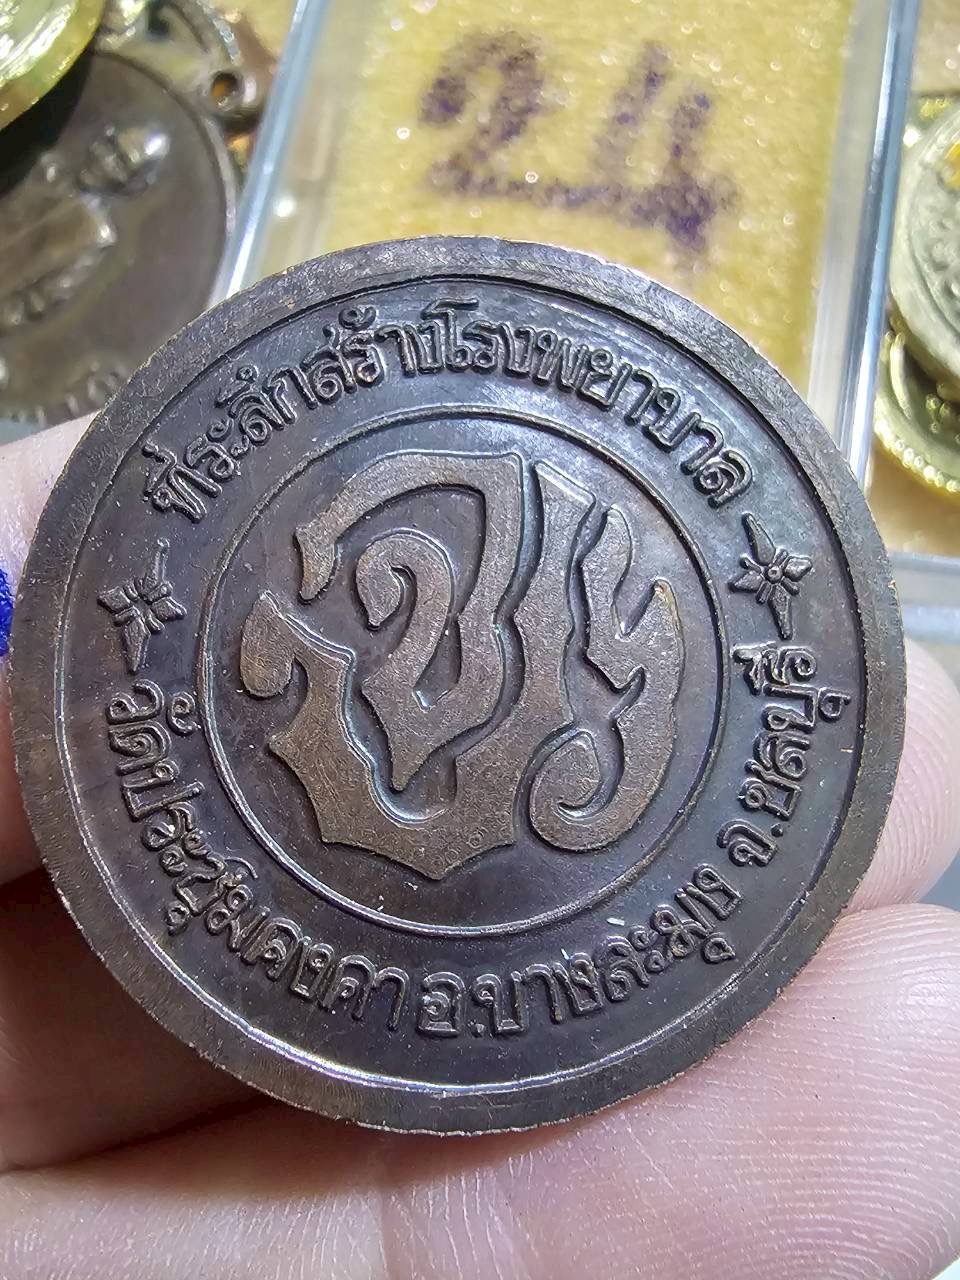 24
ที่ระลึกสร้างโรงพยาบาล
วัดประชุมคงคา อ.บางละมุง จ.ชลบุรี